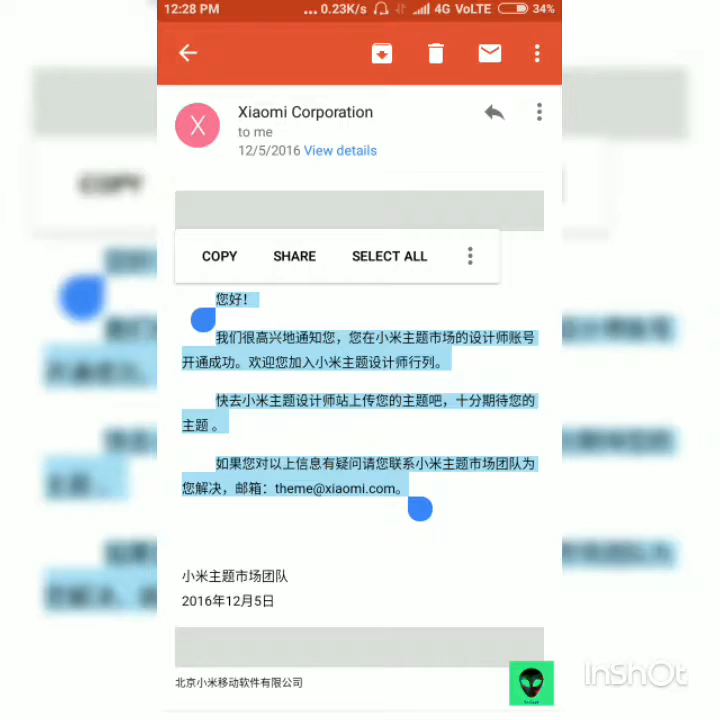 12:28 PM ... 0.23K/s 4G VoLTE 34%
X
Xiaomi Corporation
to me
12/5/2016 View details
COPY SHARE SELECT ALL
您好！
我们很高兴地通知您，您在小米主题市场的设计师账号
开通成功。欢迎您加入小米主题设计师行列。
快去小米主题设计师站上传您的主题吧，十分期待您的
主题 。
如果您对以上信息有疑问请您联系小米主题市场团队为
您解决，邮箱：theme@xiaomi.com。
小米主题市场团队
2016年12月5日
北京小米移动软件有限公司
InShOt